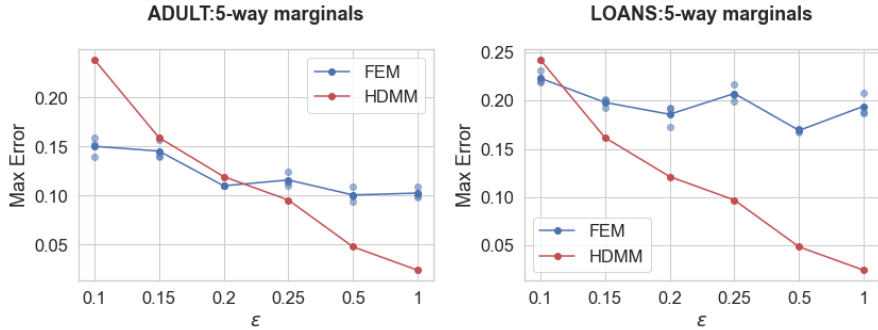 ADULT:5-way marginals
Max Error
0.20
0.15
0.10
0.05
FEM
HDMM
0.1 0.15 0.2 0.25 0.5 1
ε
LOANS:5-way marginals
Max Error
0.25
0.20
0.15
0.10
0.05
FEM
HDMM
0.1 0.15 0.2 0.25 0.5 1
ε